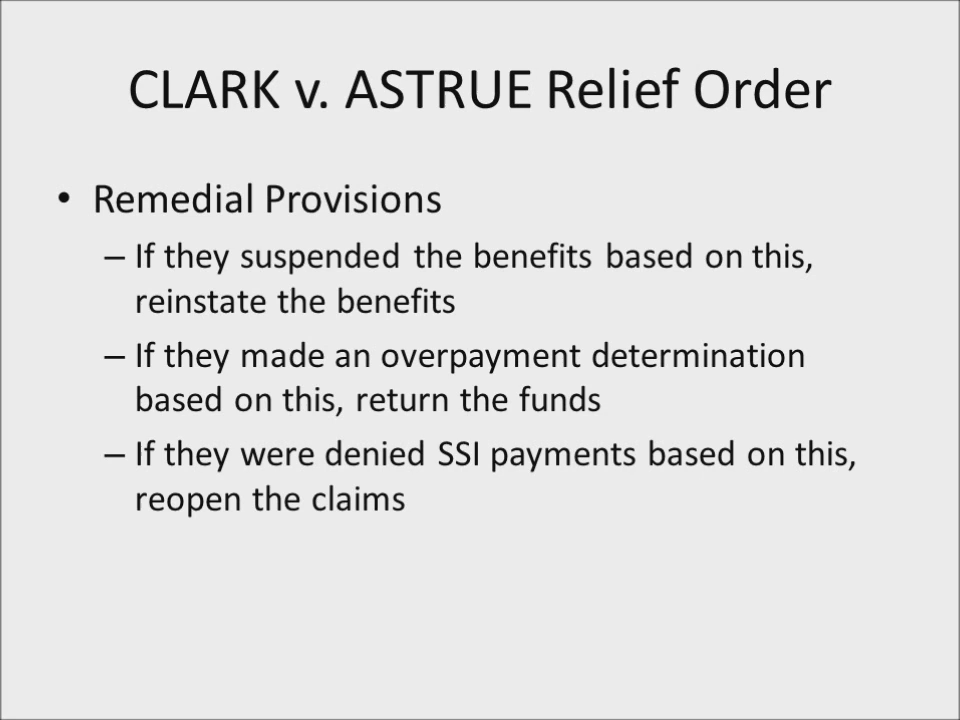 CLARK v. ASTRUE Relief Order
• Remedial Provisions
– If they suspended the benefits based on this,
reinstate the benefits
– If they made an overpayment determination
based on this, return the funds
– If they were denied SSI payments based on this,
reopen the claims